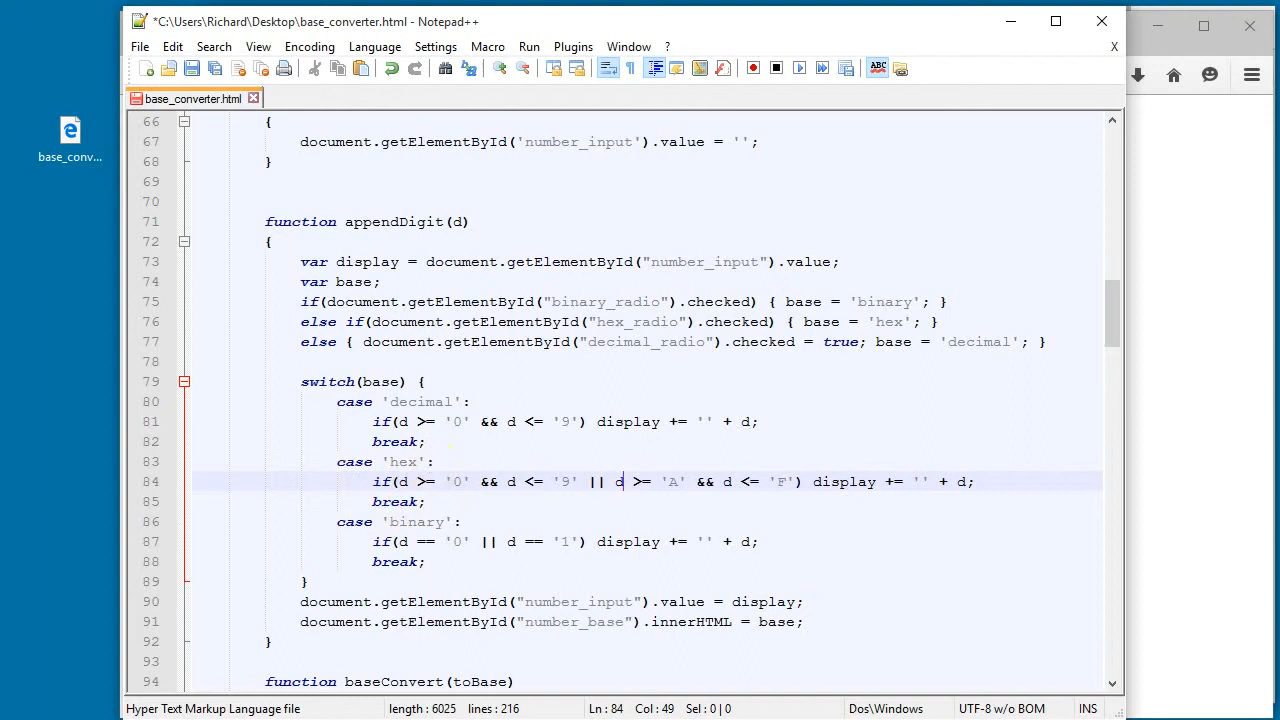 *C:\Users\Richard\Desktop\base_converter.html - Notepad++
File Edit Search View Encoding Language Settings Macro Run Plugins Window ? X
ABC
base_converter.html
base_conv...
66 {
67 document.getElementById('number_input').value = '';
68 }
69
70
71 function appendDigit(d)
72 {
73 var display = document.getElementById("number_input").value;
74 var base;
75 if(document.getElementById("binary_radio").checked) { base = 'binary'; }
76 else if(document.getElementById("hex_radio").checked) { base = 'hex'; }
77 else { document.getElementById("decimal_radio").checked = true; base = 'decimal'; }
78
79 switch(base) {
80 case 'decimal':
81 if(d >= '0' && d <= '9') display += '' + d;
82 break;
83 case 'hex':
84 if(d >= '0' && d <= '9' || d >= 'A' && d <= 'F') display += '' + d;
85 break;
86 case 'binary':
87 if(d == '0' || d == '1') display += '' + d;
88 break;
89 }
90 document.getElementById("number_input").value = display;
91 document.getElementById("number_base").innerHTML = base;
92 }
93
94 function baseConvert(toBase)
Hyper Text Markup Language file length : 6025 lines : 216 Ln : 84 Col : 49 Sel : 0 | 0 Dos\Windows UTF-8 w/o BOM INS